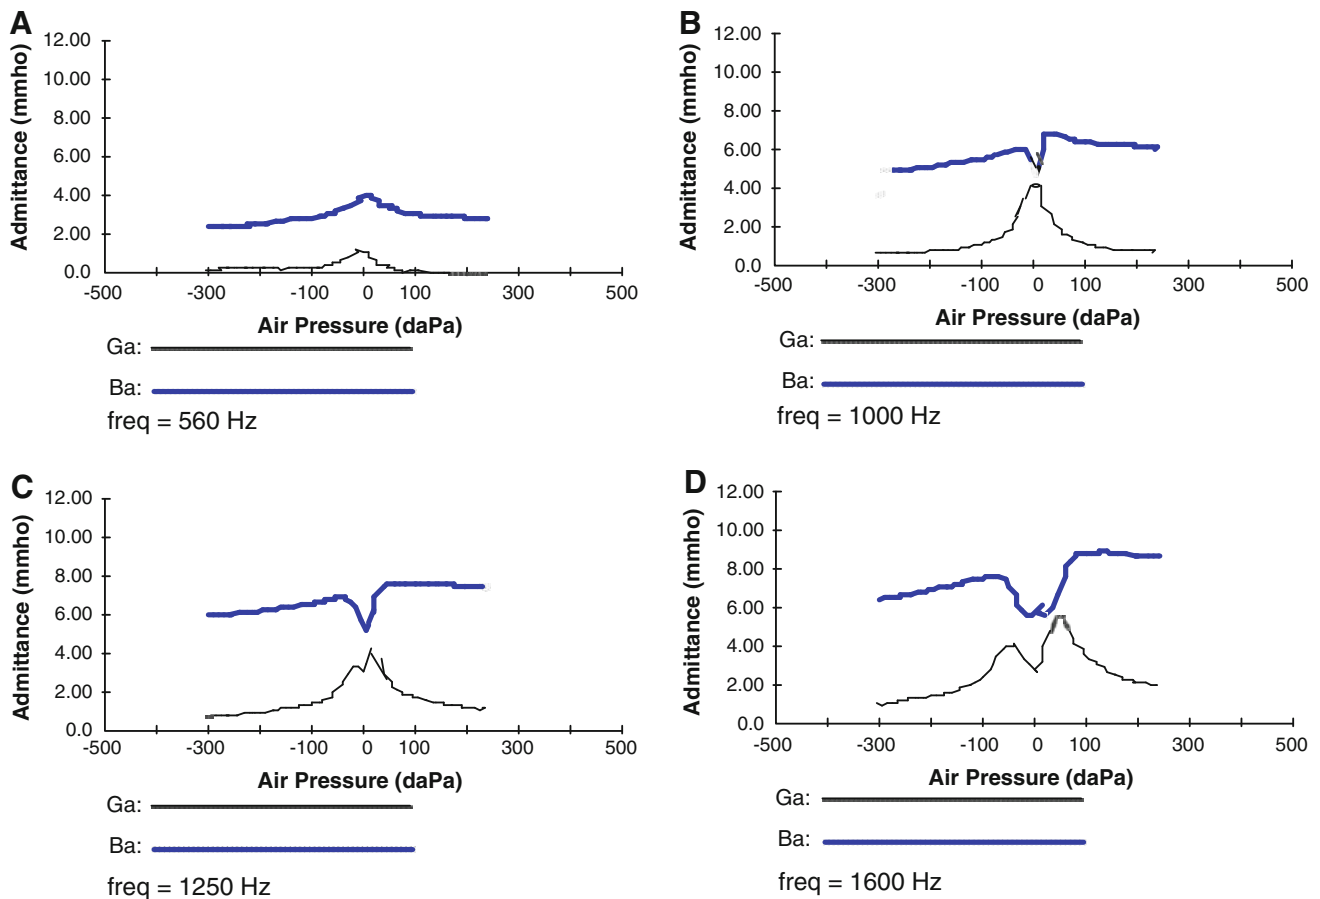 A
Admittance (mmho)
12.00
10.00
8.00
6.00
4.00
2.00
0.0
-500
-300
-100
0
100
300
500
Air Pressure (daPa)
Ga:
Ba:
freq = 560 Hz
B
Admittance (mmho)
12.00
10.00
8.00
6.00
4.00
2.00
0.0
-500
-300
-100
0
100
300
500
Air Pressure (daPa)
Ga:
Ba:
freq = 1000 Hz
C
Admittance (mmho)
12.00
10.00
8.00
6.00
4.00
2.00
0.0
-500
-300
-100
0
100
300
500
Air Pressure (daPa)
Ga:
Ba:
freq = 1250 Hz
D
Admittance (mmho)
12.00
10.00
8.00
6.00
4.00
2.00
0.0
-500
-300
-100
0
100
300
500
Air Pressure (daPa)
Ga:
Ba:
freq = 1600 Hz